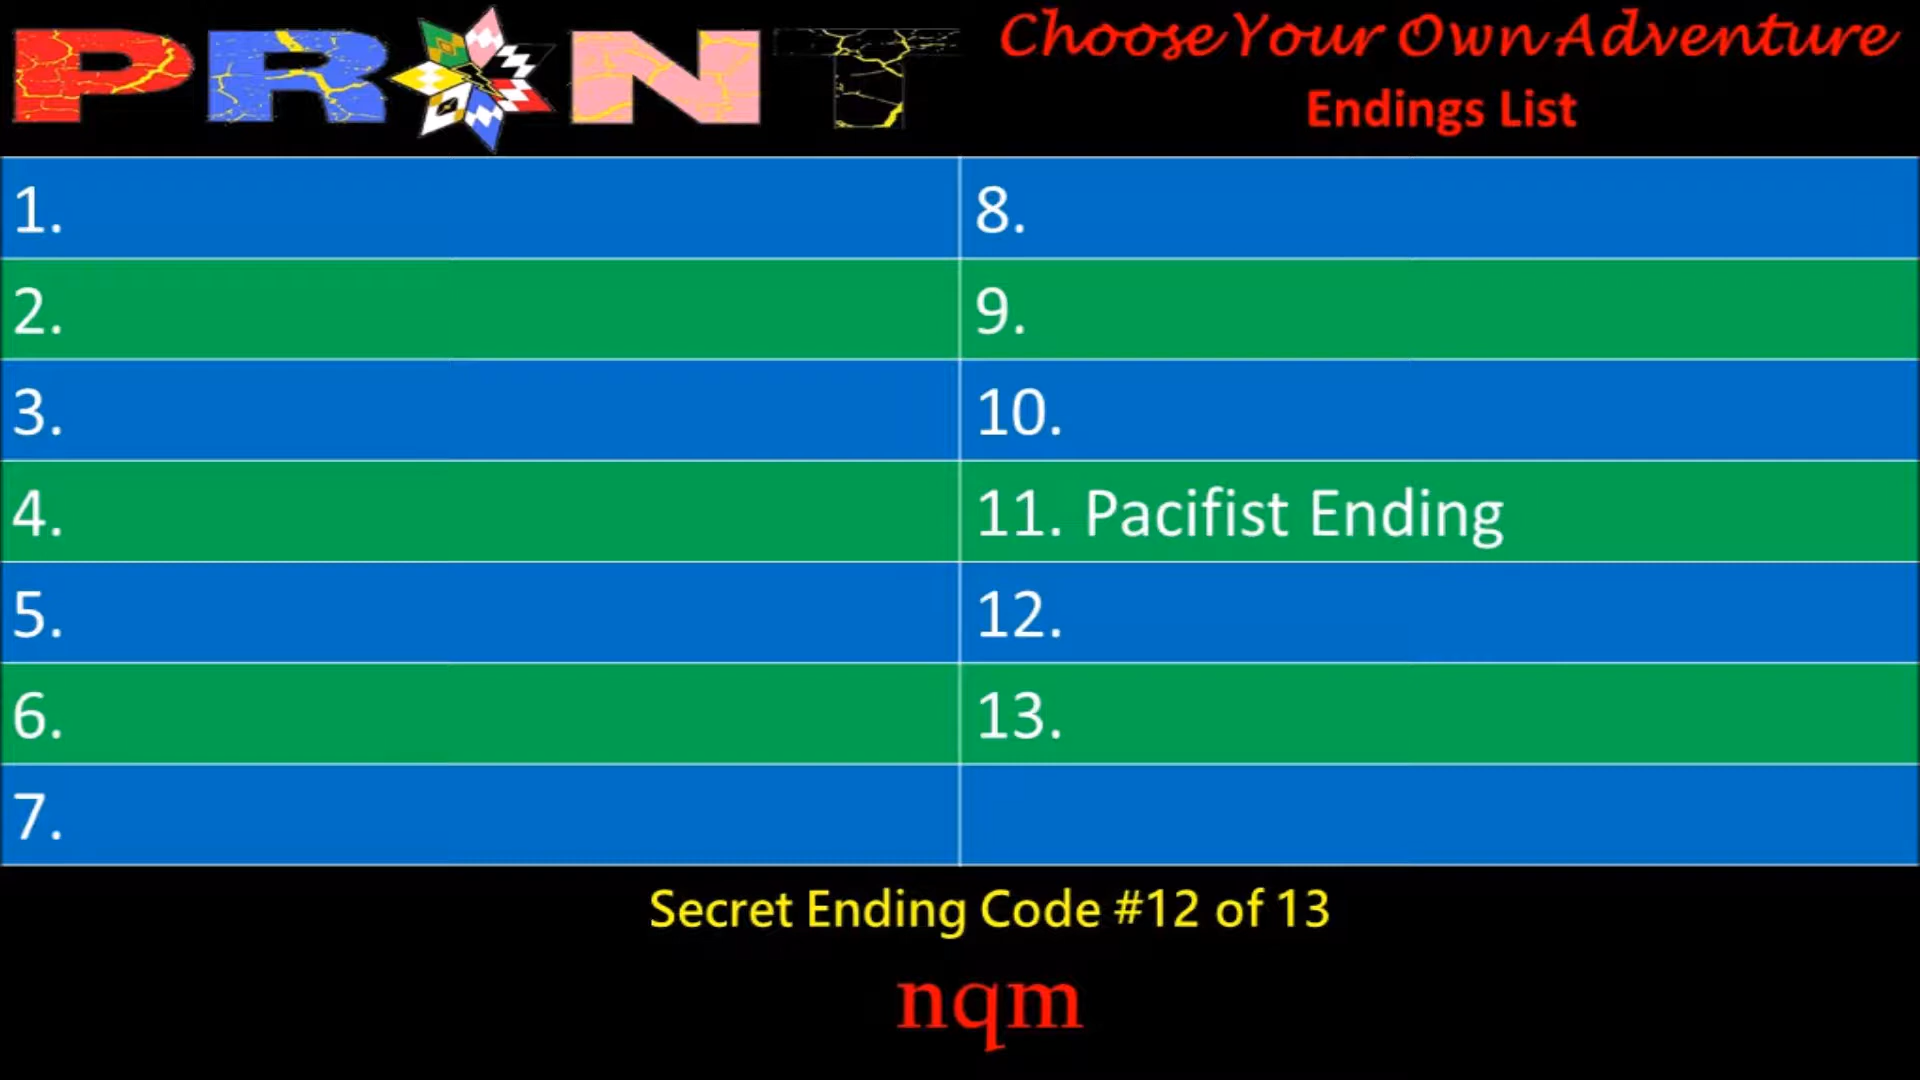 PRONT
Choose Your Own Adventure
Endings List
1.
2.
3.
4.
5.
6.
7.
8.
9.
10.
11. Pacifist Ending
12.
13.
Secret Ending Code #12 of 13
nqm